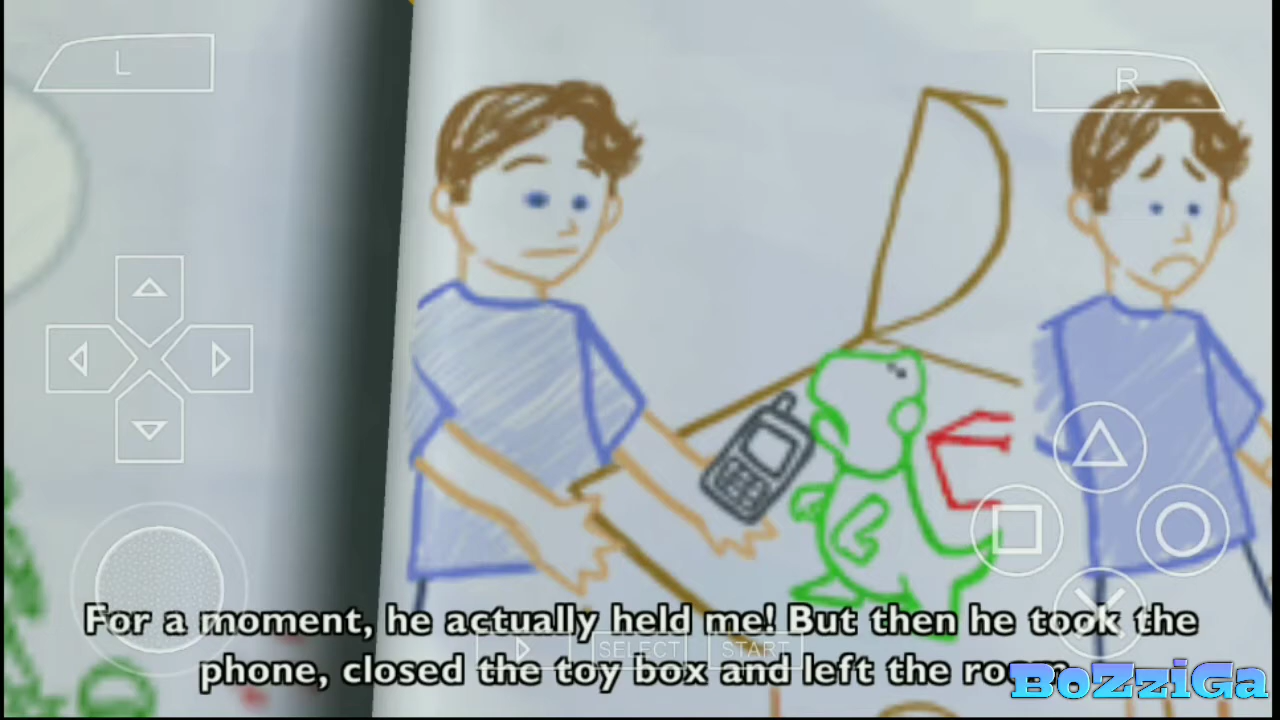 L
R
For a moment, he actually held me! But then he took the
SELECT
START
phone, closed the toy box and left the room.
BoZziGa